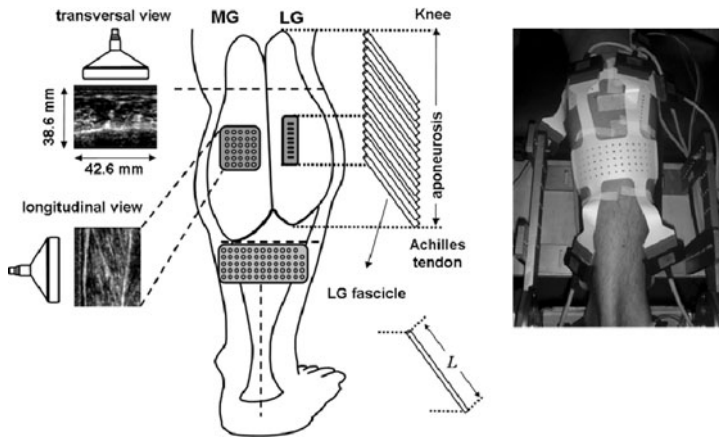 transversal view
MG
LG
Knee
38.6 mm
42.6 mm
aponeurosis
longitudinal view
Achilles
tendon
LG fascicle
L